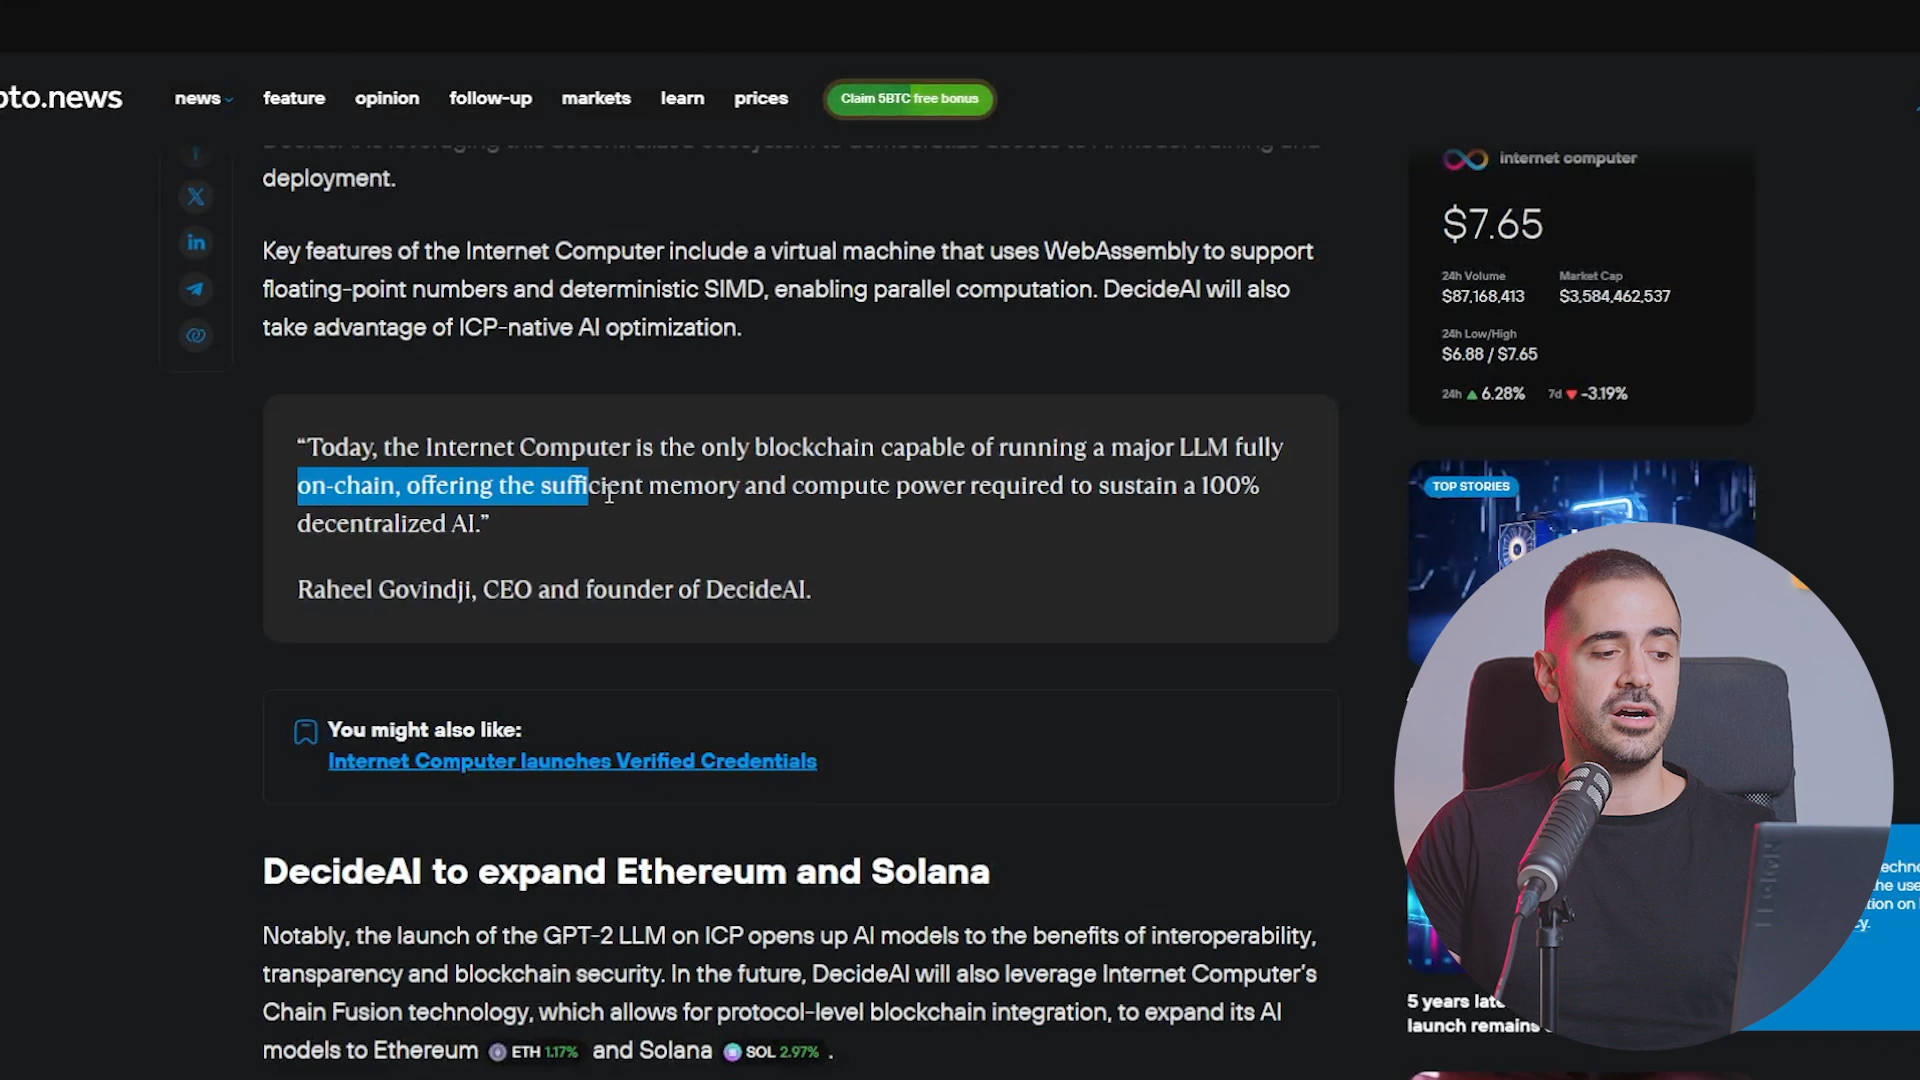 pto.news
news
feature
opinion
follow-up
markets
learn
prices
Claim 5BTC free bonus
deployment.
Key features of the Internet Computer include a virtual machine that uses WebAssembly to support
floating-point numbers and deterministic SIMD, enabling parallel computation. DecideAI will also
take advantage of ICP-native AI optimization.
“Today, the Internet Computer is the only blockchain capable of running a major LLM fully
on-chain, offering the sufficient memory and compute power required to sustain a 100%
decentralized AI.”
Raheel Govindji, CEO and founder of DecideAI.
You might also like:
Internet Computer launches Verified Credentials
DecideAI to expand Ethereum and Solana
Notably, the launch of the GPT-2 LLM on ICP opens up AI models to the benefits of interoperability,
transparency and blockchain security. In the future, DecideAI will also leverage Internet Computer’s
Chain Fusion technology, which allows for protocol-level blockchain integration, to expand its AI
models to Ethereum ETH 1.17% and Solana SOL 2.97% .
internet computer
$7.65
24h Volume Market Cap
$87,168,413 $3,584,462,537
24h Low/High
$6.88 / $7.65
24h 6.28% 7d -3.19%
TOP STORIES
5 years
launch remains
LEGION